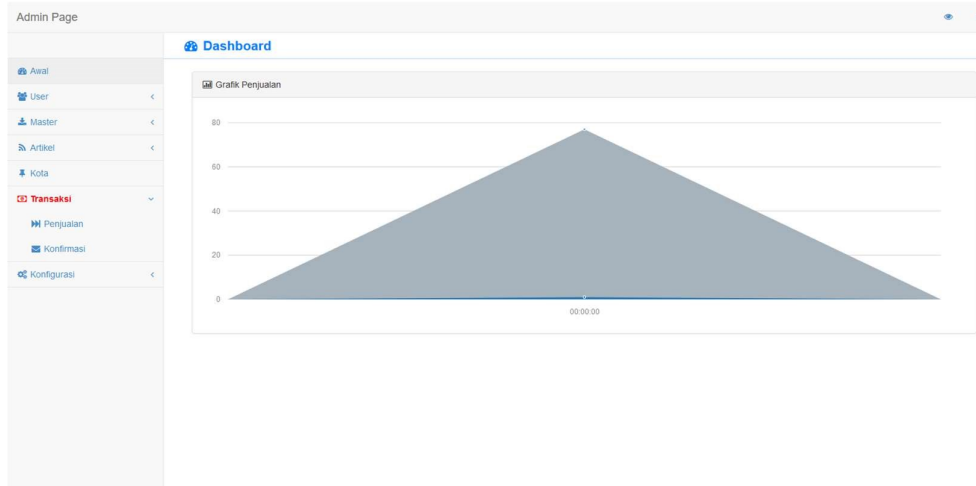 Admin Page
Dashboard
Awal
User
Master
Artikel
Kota
Transaksi
Penjualan
Konfirmasi
Konfigurasi
Grafik Penjualan
80
60
40
20
0
00:00:00